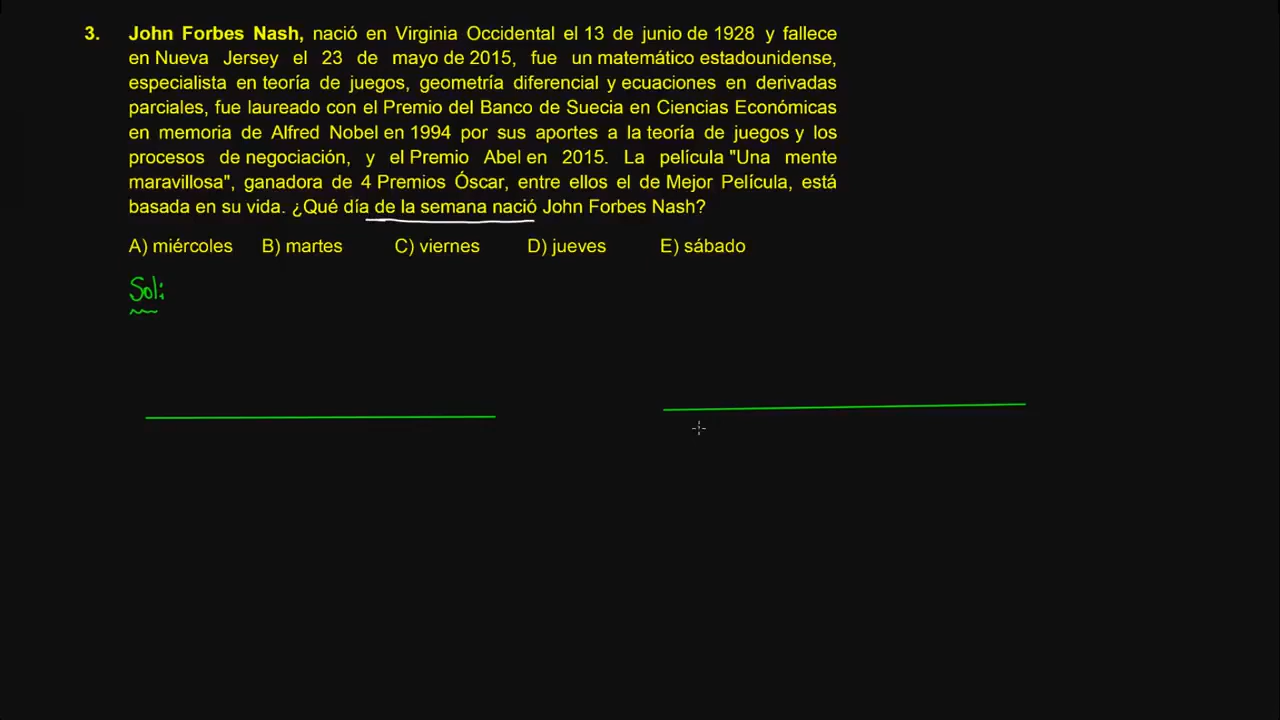 3. John Forbes Nash, nació en Virginia Occidental el 13 de junio de 1928 y fallece
en Nueva Jersey el 23 de mayo de 2015, fue un matemático estadounidense,
especialista en teoría de juegos, geometría diferencial y ecuaciones en derivadas
parciales, fue laureado con el Premio del Banco de Suecia en Ciencias Económicas
en memoria de Alfred Nobel en 1994 por sus aportes a la teoría de juegos y los
procesos de negociación, y el Premio Abel en 2015. La película "Una mente
maravillosa", ganadora de 4 Premios Óscar, entre ellos el de Mejor Película, está
basada en su vida. ¿Qué día de la semana nació John Forbes Nash?
A) miércoles B) martes C) viernes D) jueves E) sábado
Sol: